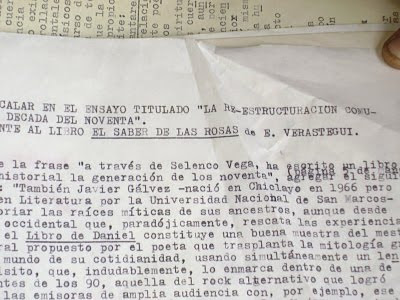 CALAR EN EL ENSAYO TITULADO "LA RE-ESTRUCTURACION COMU-
DECADA DEL NOVENTA".
NTE AL LIBRO EL SABER DE LAS ROSAS de E. VERASTEGUI.
e la frase "a través de Selenco Vega, ha escrito un libro
historial la generación de los noventa", agregar el sig
: "También Javier Gálvez -nació en Chiclayo en 1966 pero
en Literatura por la Universidad Nacional de San Marcos-
oriar las raíces míticas de sus ancestros, aunque desde
occidental que, paradójicamente, rescata las experiencia
el Libro de Daniel constituye una buena muestra del mest
ral propuesto por el poeta que trasplanta la mitología gr
mundo de su cotidianidad, usando simultáneamente un len
isito, que, indudablemente, lo enmarca dentro de una de
entes de los 90, aquella del rock alternativo que logró
las emisoras de amplia audiencia con, por ejemplo, ese